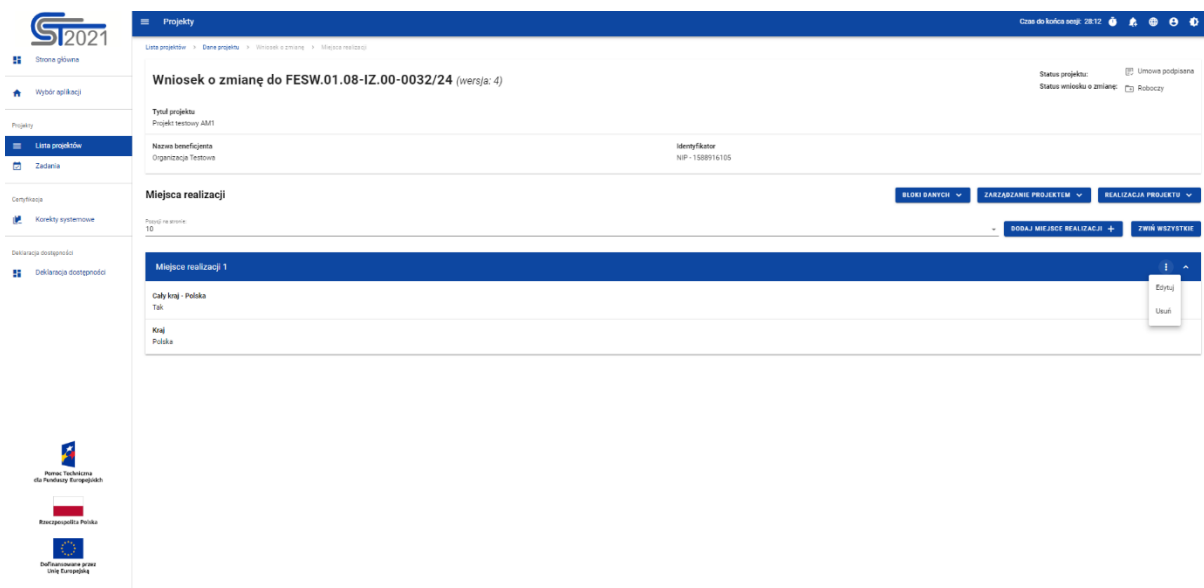 CST2021
Projekty
Czas do końca sesji: 28:12
Lista projektów > Dane projektu > Wniosek o zmianę > Miejsca realizacji
Strona główna
Wybór aplikacji
Projekty
Lista projektów
Zadania
Certyfikacja
Korekty systemowe
Deklaracja dostępności
Deklaracja dostępności
Wniosek o zmianę do FESW.01.08-IZ.00-0032/24 (wersja: 4)
Status projektu: Umowa podpisana
Status wniosku o zmianę: Roboczy
Tytuł projektu
Projekt testowy AM1
Nazwa beneficjenta
Organizacja Testowa
Identyfikator
NIP - 1588916105
Miejsca realizacji
BLOKI DANYCH
ZARZĄDZANIE PROJEKTEM
REALIZACJA PROJEKTU
Pozycji na stronie
10
DODAJ MIEJSCE REALIZACJI +
ZWIŃ WSZYSTKIE
Miejsce realizacji 1
Edytuj
Usuń
Cały kraj - Polska
Tak
Kraj
Polska
Pomoc Techniczna
dla Funduszy Europejskich
Rzeczpospolita Polska
Dofinansowane przez
Unię Europejską